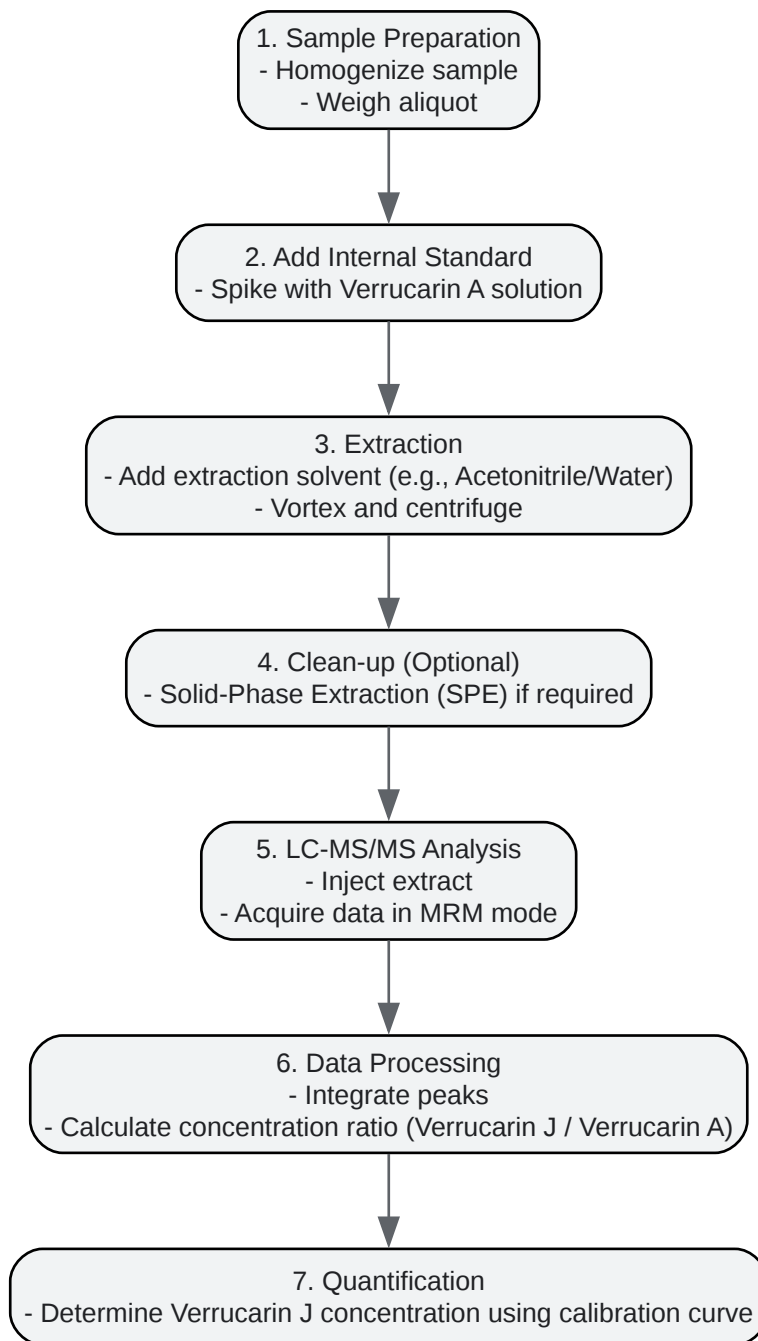 1. Sample Preparation
- Homogenize sample
- Weigh aliquot
2. Add Internal Standard
- Spike with Verrucarin A solution
3. Extraction
- Add extraction solvent (e.g., Acetonitrile/Water)
- Vortex and centrifuge
4. Clean-up (Optional)
- Solid-Phase Extraction (SPE) if required
5. LC-MS/MS Analysis
- Inject extract
- Acquire data in MRM mode
6. Data Processing
- Integrate peaks
- Calculate concentration ratio (Verrucarin J / Verrucarin A)
7. Quantification
- Determine Verrucarin J concentration using calibration curve